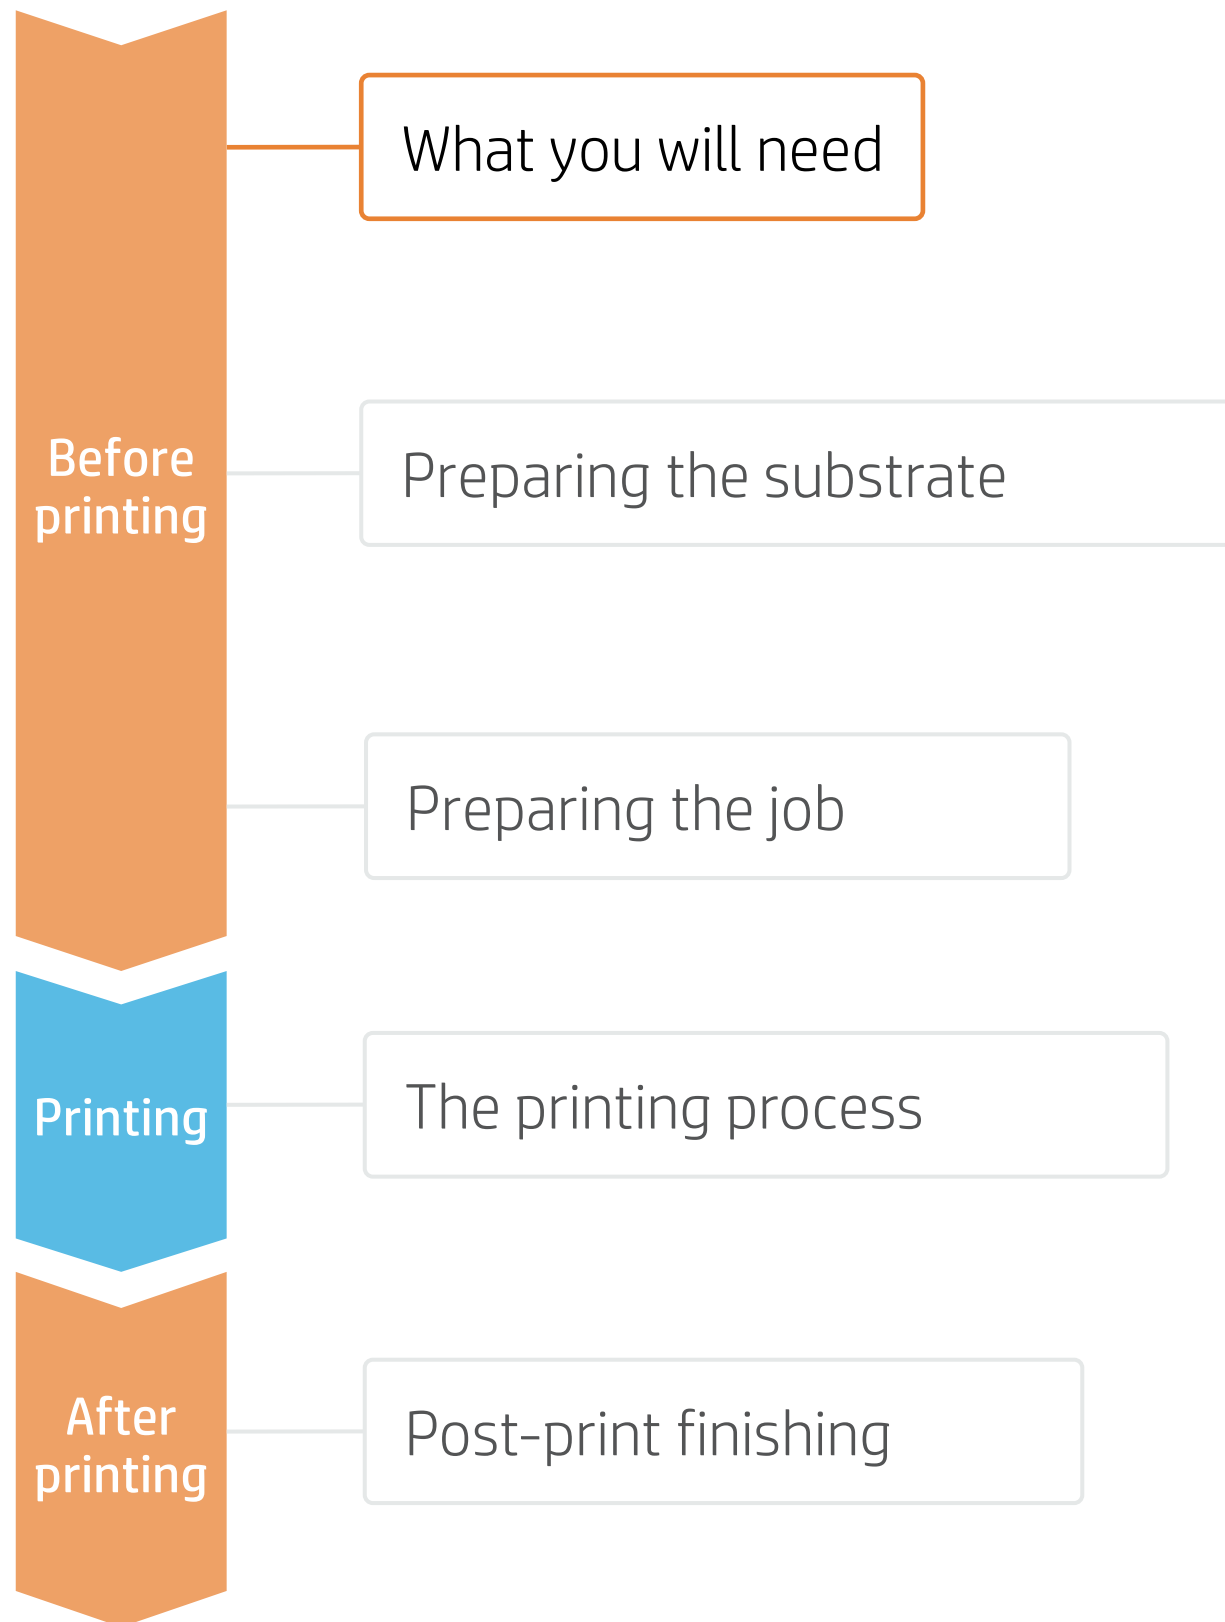 What you will need
Before
printing
Preparing the substrate
Preparing the job
Printing
The printing process
After
printing
Post-print finishing